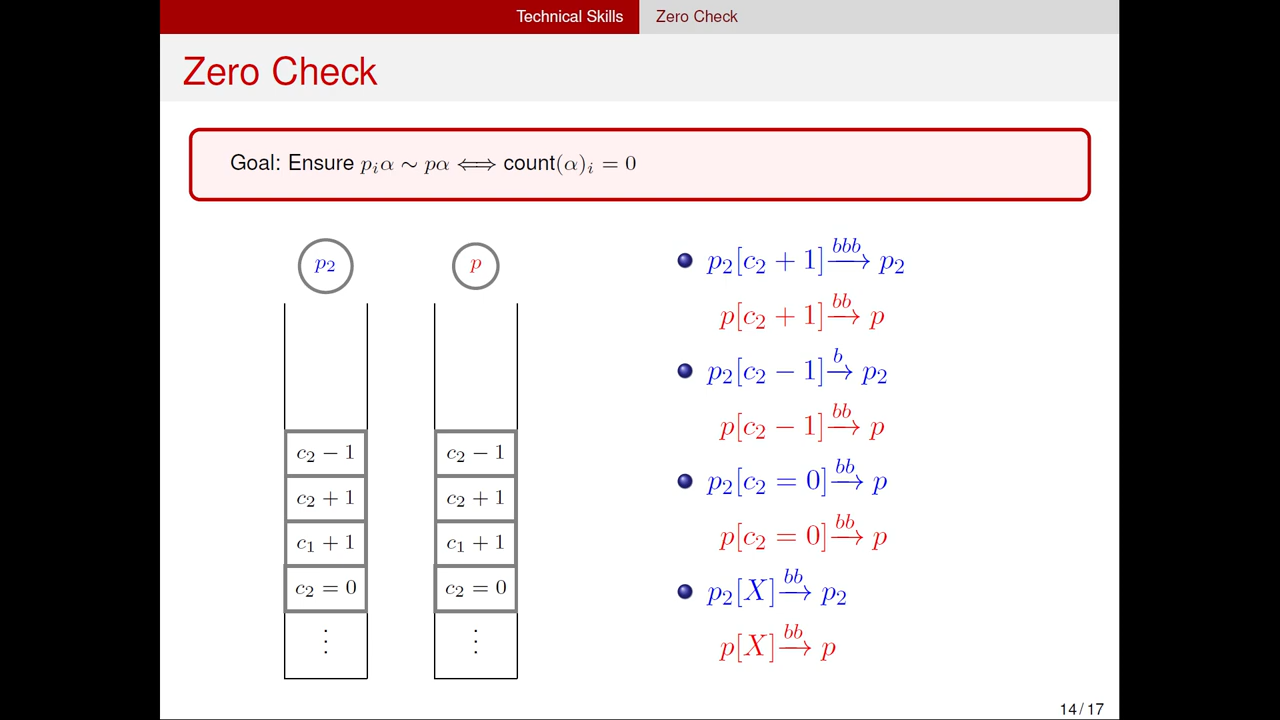 Technical Skills Zero Check
Zero Check
Goal: Ensure pᵢα ∼ pα ⟺ count(α)ᵢ = 0
p₂ p
c₂ − 1 c₂ − 1
c₂ + 1 c₂ + 1
c₁ + 1 c₁ + 1
c₂ = 0 c₂ = 0
⋮ ⋮
p₂[c₂ + 1] bbb→ p₂
p[c₂ + 1] bb→ p
p₂[c₂ − 1] b→ p₂
p[c₂ − 1] bb→ p
p₂[c₂ = 0] bb→ p
p[c₂ = 0] bb→ p
p₂[X] bb→ p₂
p[X] bb→ p
14 / 17